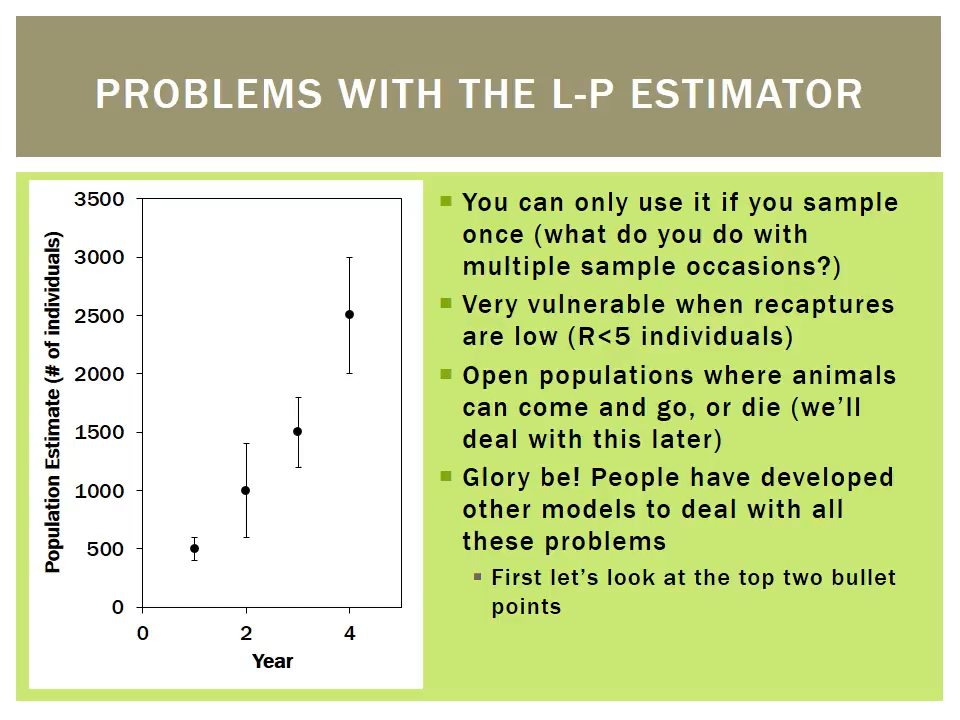 PROBLEMS WITH THE L-P ESTIMATOR
3500
3000
2500
2000
1500
1000
500
0
Population Estimate (# of individuals)
0 2 4
Year
You can only use it if you sample
once (what do you do with
multiple sample occasions?)
Very vulnerable when recaptures
are low (R<5 individuals)
Open populations where animals
can come and go, or die (we’ll
deal with this later)
Glory be! People have developed
other models to deal with all
these problems
First let’s look at the top two bullet
points